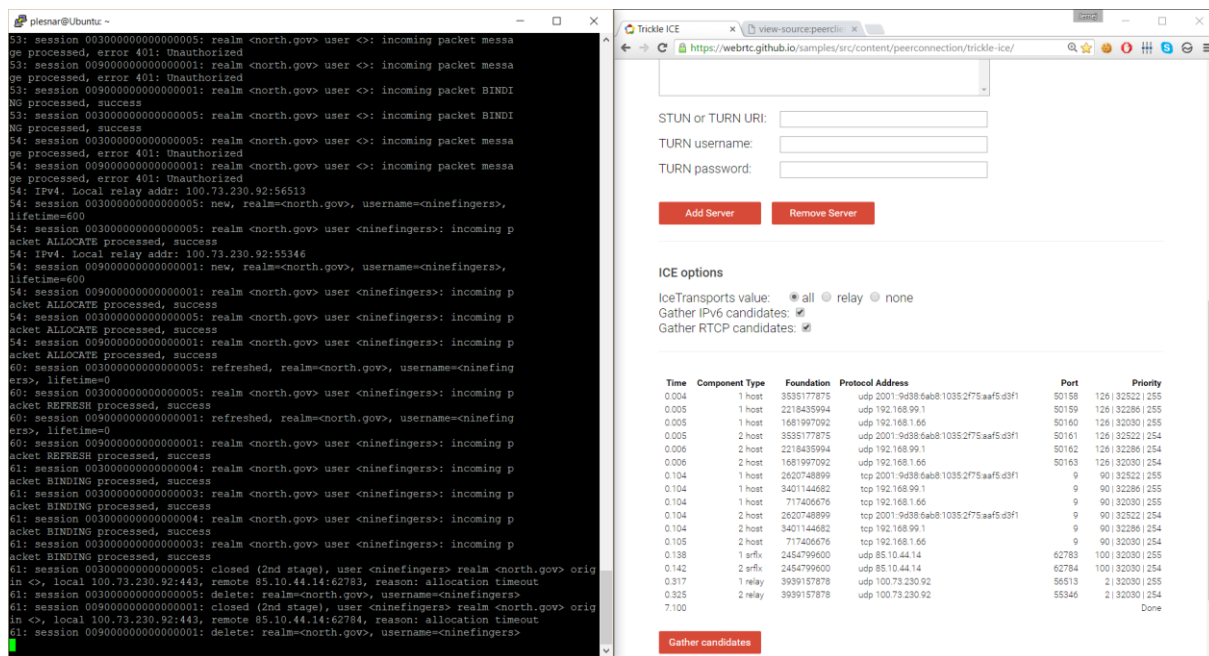 plesnar@Ubuntu: ~
53: session 003000000000000005: realm <north.gov> user <>: incoming packet messa
ge processed, error 401: Unauthorized
53: session 009000000000000001: realm <north.gov> user <>: incoming packet messa
ge processed, error 401: Unauthorized
53: session 009000000000000001: realm <north.gov> user <>: incoming packet BINDI
NG processed, success
53: session 003000000000000005: realm <north.gov> user <>: incoming packet BINDI
NG processed, success
54: session 003000000000000005: realm <north.gov> user <>: incoming packet messa
ge processed, error 401: Unauthorized
54: session 009000000000000001: realm <north.gov> user <>: incoming packet messa
ge processed, error 401: Unauthorized
54: IPv4. Local relay addr: 100.73.230.92:56513
54: session 003000000000000005: new, realm=<north.gov>, username=<ninefingers>,
lifetime=600
54: session 003000000000000005: realm <north.gov> user <ninefingers>: incoming p
acket ALLOCATE processed, success
54: IPv4. Local relay addr: 100.73.230.92:55346
54: session 009000000000000001: new, realm=<north.gov>, username=<ninefingers>,
lifetime=600
54: session 009000000000000001: realm <north.gov> user <ninefingers>: incoming p
acket ALLOCATE processed, success
54: session 003000000000000005: realm <north.gov> user <ninefingers>: incoming p
acket ALLOCATE processed, success
54: session 009000000000000001: realm <north.gov> user <ninefingers>: incoming p
acket ALLOCATE processed, success
60: session 003000000000000005: refreshed, realm=<north.gov>, username=<ninefing
ers>, lifetime=0
60: session 003000000000000005: realm <north.gov> user <ninefingers>: incoming p
acket REFRESH processed, success
60: session 009000000000000001: refreshed, realm=<north.gov>, username=<ninefing
ers>, lifetime=0
60: session 009000000000000001: realm <north.gov> user <ninefingers>: incoming p
acket REFRESH processed, success
61: session 003000000000000004: realm <north.gov> user <ninefingers>: incoming p
acket BINDING processed, success
61: session 003000000000000003: realm <north.gov> user <ninefingers>: incoming p
acket BINDING processed, success
61: session 003000000000000004: realm <north.gov> user <ninefingers>: incoming p
acket BINDING processed, success
61: session 003000000000000003: realm <north.gov> user <ninefingers>: incoming p
acket BINDING processed, success
61: session 003000000000000005: closed (2nd stage), user <ninefingers> realm <north.gov> orig
in <>, local 100.73.230.92:443, remote 85.10.44.14:62783, reason: allocation timeout
61: session 003000000000000005: delete: realm=<north.gov>, username=<ninefingers>
61: session 009000000000000001: closed (2nd stage), user <ninefingers> realm <north.gov> orig
in <>, local 100.73.230.92:443, remote 85.10.44.14:62784, reason: allocation timeout
61: session 009000000000000001: delete: realm=<north.gov>, username=<ninefingers>
Trickle ICE
view-source:peerclie
https://webrtc.github.io/samples/src/content/peerconnection/trickle-ice/
STUN or TURN URI:
TURN username:
TURN password:
Add Server Remove Server
ICE options
IceTransports value: all relay none
Gather IPv6 candidates:
Gather RTCP candidates:
Time Component Type Foundation Protocol Address Port Priority
0.004 1 host 3535177875 udp 2001:9d38:6ab8:1035:2f75:aaf5:d3f1 50158 126 | 32522 | 255
0.005 1 host 2218435994 udp 192.168.99.1 50159 126 | 32286 | 255
0.005 1 host 1681997092 udp 192.168.1.66 50160 126 | 32030 | 255
0.005 2 host 3535177875 udp 2001:9d38:6ab8:1035:2f75:aaf5:d3f1 50161 126 | 32522 | 254
0.006 2 host 2218435994 udp 192.168.99.1 50162 126 | 32286 | 254
0.006 2 host 1681997092 udp 192.168.1.66 50163 126 | 32030 | 254
0.104 1 host 2620748899 tcp 2001:9d38:6ab8:1035:2f75:aaf5:d3f1 9 90 | 32522 | 255
0.104 1 host 3401144682 tcp 192.168.99.1 9 90 | 32286 | 255
0.104 1 host 717406676 tcp 192.168.1.66 9 90 | 32030 | 255
0.104 2 host 2620748899 tcp 2001:9d38:6ab8:1035:2f75:aaf5:d3f1 9 90 | 32522 | 254
0.104 2 host 3401144682 tcp 192.168.99.1 9 90 | 32286 | 254
0.105 2 host 717406676 tcp 192.168.1.66 9 90 | 32030 | 254
0.138 1 srflx 2454799600 udp 85.10.44.14 62783 100 | 32030 | 255
0.142 2 srflx 2454799600 udp 85.10.44.14 62784 100 | 32030 | 254
0.317 1 relay 3939157878 udp 100.73.230.92 56513 2 | 32030 | 255
0.325 2 relay 3939157878 udp 100.73.230.92 55346 2 | 32030 | 254
7.100 Done
Gather candidates